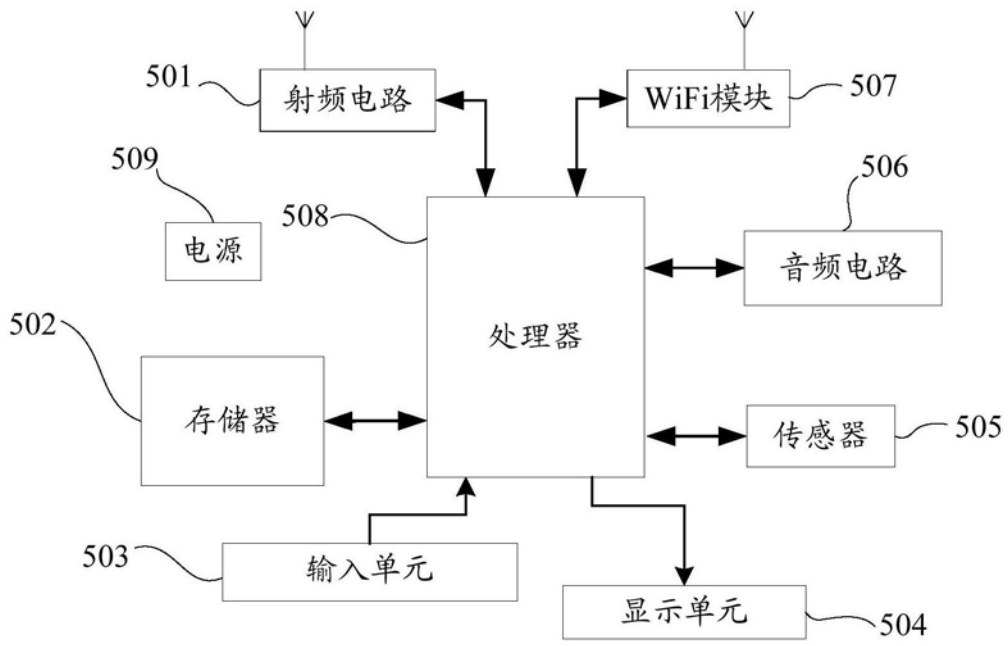 501
射频电路
WiFi模块
507
509
电源
508
处理器
506
音频电路
502
存储器
传感器
505
503
输入单元
显示单元
504